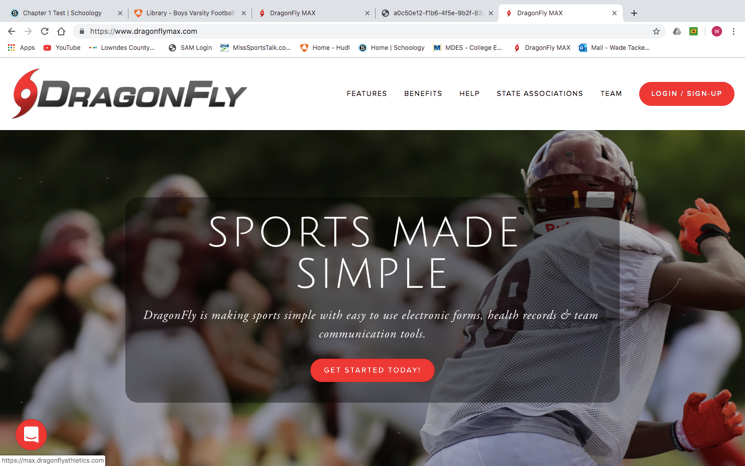 Chapter 1 Test | Schoology
Library - Boys Varsity Football
DragonFly MAX
a0c50e12-f1b6-4f5e-9b2f-83
DragonFly MAX
https://www.dragonflymax.com
Apps
YouTube
Lowndes County...
SAM Login
MissSportsTalk.co...
Home - Hudl
Home | Schoology
MDES - College E...
DragonFly MAX
Mail - Wade Tacke...
DRAGONFLY
FEATURES
BENEFITS
HELP
STATE ASSOCIATIONS
TEAM
LOGIN / SIGN-UP
SPORTS MADE
SIMPLE
DragonFly is making sports simple with easy to use electronic forms, health records & team
communication tools.
GET STARTED TODAY!
https://max.dragonflyathletics.com